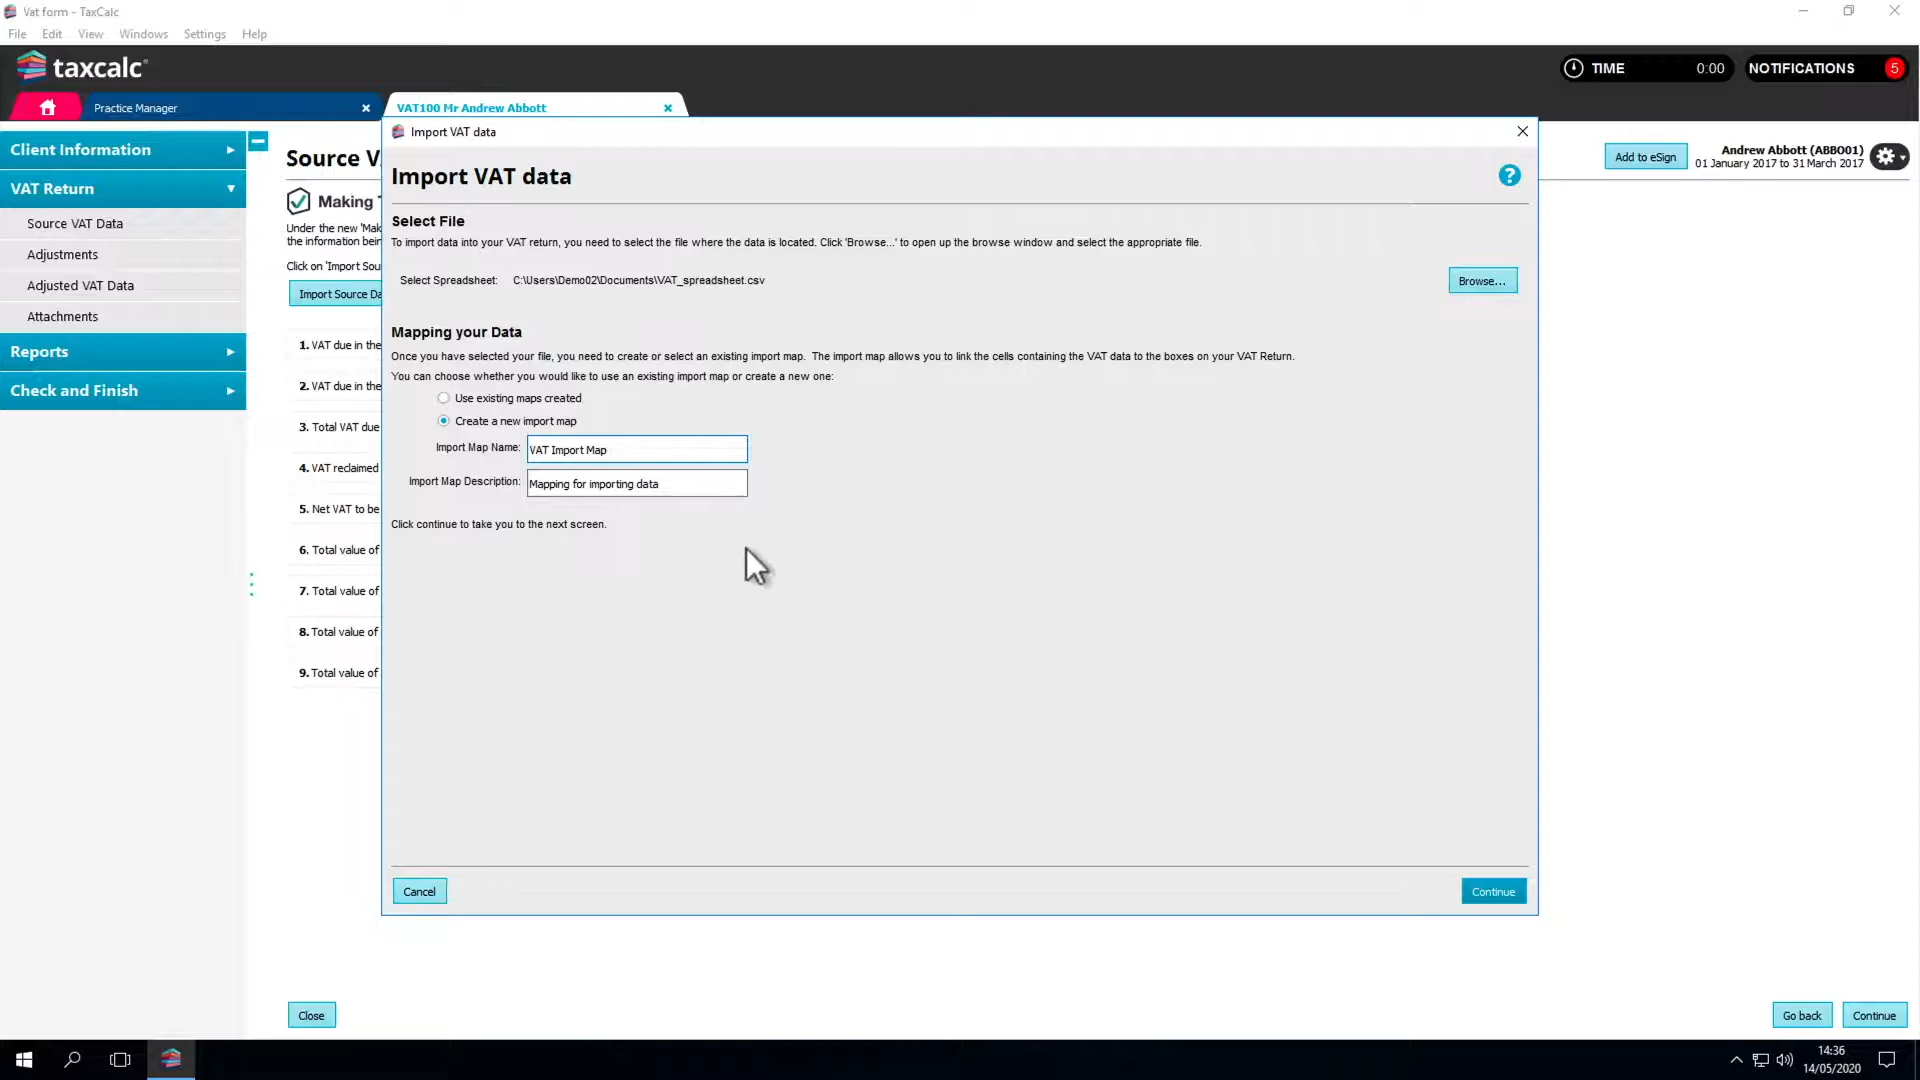 Vat form - TaxCalc
File Edit View Windows Settings Help
taxcalc
TIME 0:00
NOTIFICATIONS 5
Practice Manager
VAT100 Mr Andrew Abbott
Client Information
VAT Return
Source VAT Data
Adjustments
Adjusted VAT Data
Attachments
Reports
Check and Finish
Source V
Making
Under the new 'Mak
the information bein
Click on 'Import Sou
Import Source Da
1. VAT due in the
2. VAT due in the
3. Total VAT due
4. VAT reclaimed
5. Net VAT to be
6. Total value of
7. Total value of
8. Total value of
9. Total value of
Add to eSign
Andrew Abbott (ABBO01)
01 January 2017 to 31 March 2017
Import VAT data
Import VAT data
?
Select File
To import data into your VAT return, you need to select the file where the data is located. Click 'Browse...' to open up the browse window and select the appropriate file.
Select Spreadsheet: C:\Users\Demo02\Documents\VAT_spreadsheet.csv
Browse...
Mapping your Data
Once you have selected your file, you need to create or select an existing import map. The import map allows you to link the cells containing the VAT data to the boxes on your VAT Return.
You can choose whether you would like to use an existing import map or create a new one:
Use existing maps created
Create a new import map
Import Map Name: VAT Import Map
Import Map Description: Mapping for importing data
Click continue to take you to the next screen.
Cancel
Continue
Close
Go back
Continue
14:36
14/05/2020